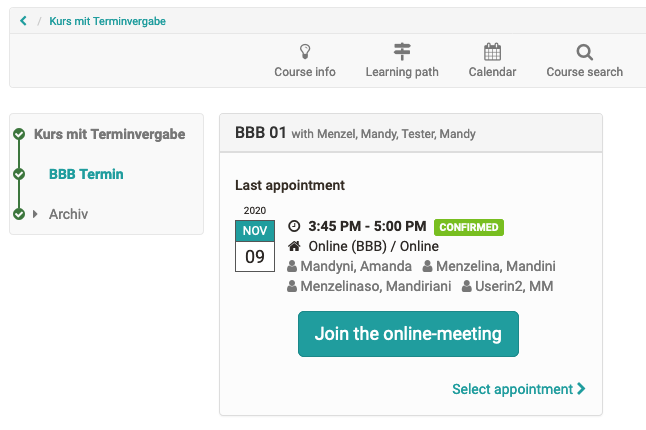 / Kurs mit Terminvergabe
Course info Learning path Calendar Course search
Kurs mit Terminvergabe
BBB Termin
Archiv
BBB 01 with Menzel, Mandy, Tester, Mandy
Last appointment
2020
NOV
09
3:45 PM - 5:00 PM CONFIRMED
Online (BBB) / Online
Mandyni, Amanda Menzelina, Mandini
Menzelinaso, Mandiriani Userin2, MM
Join the online-meeting
Select appointment